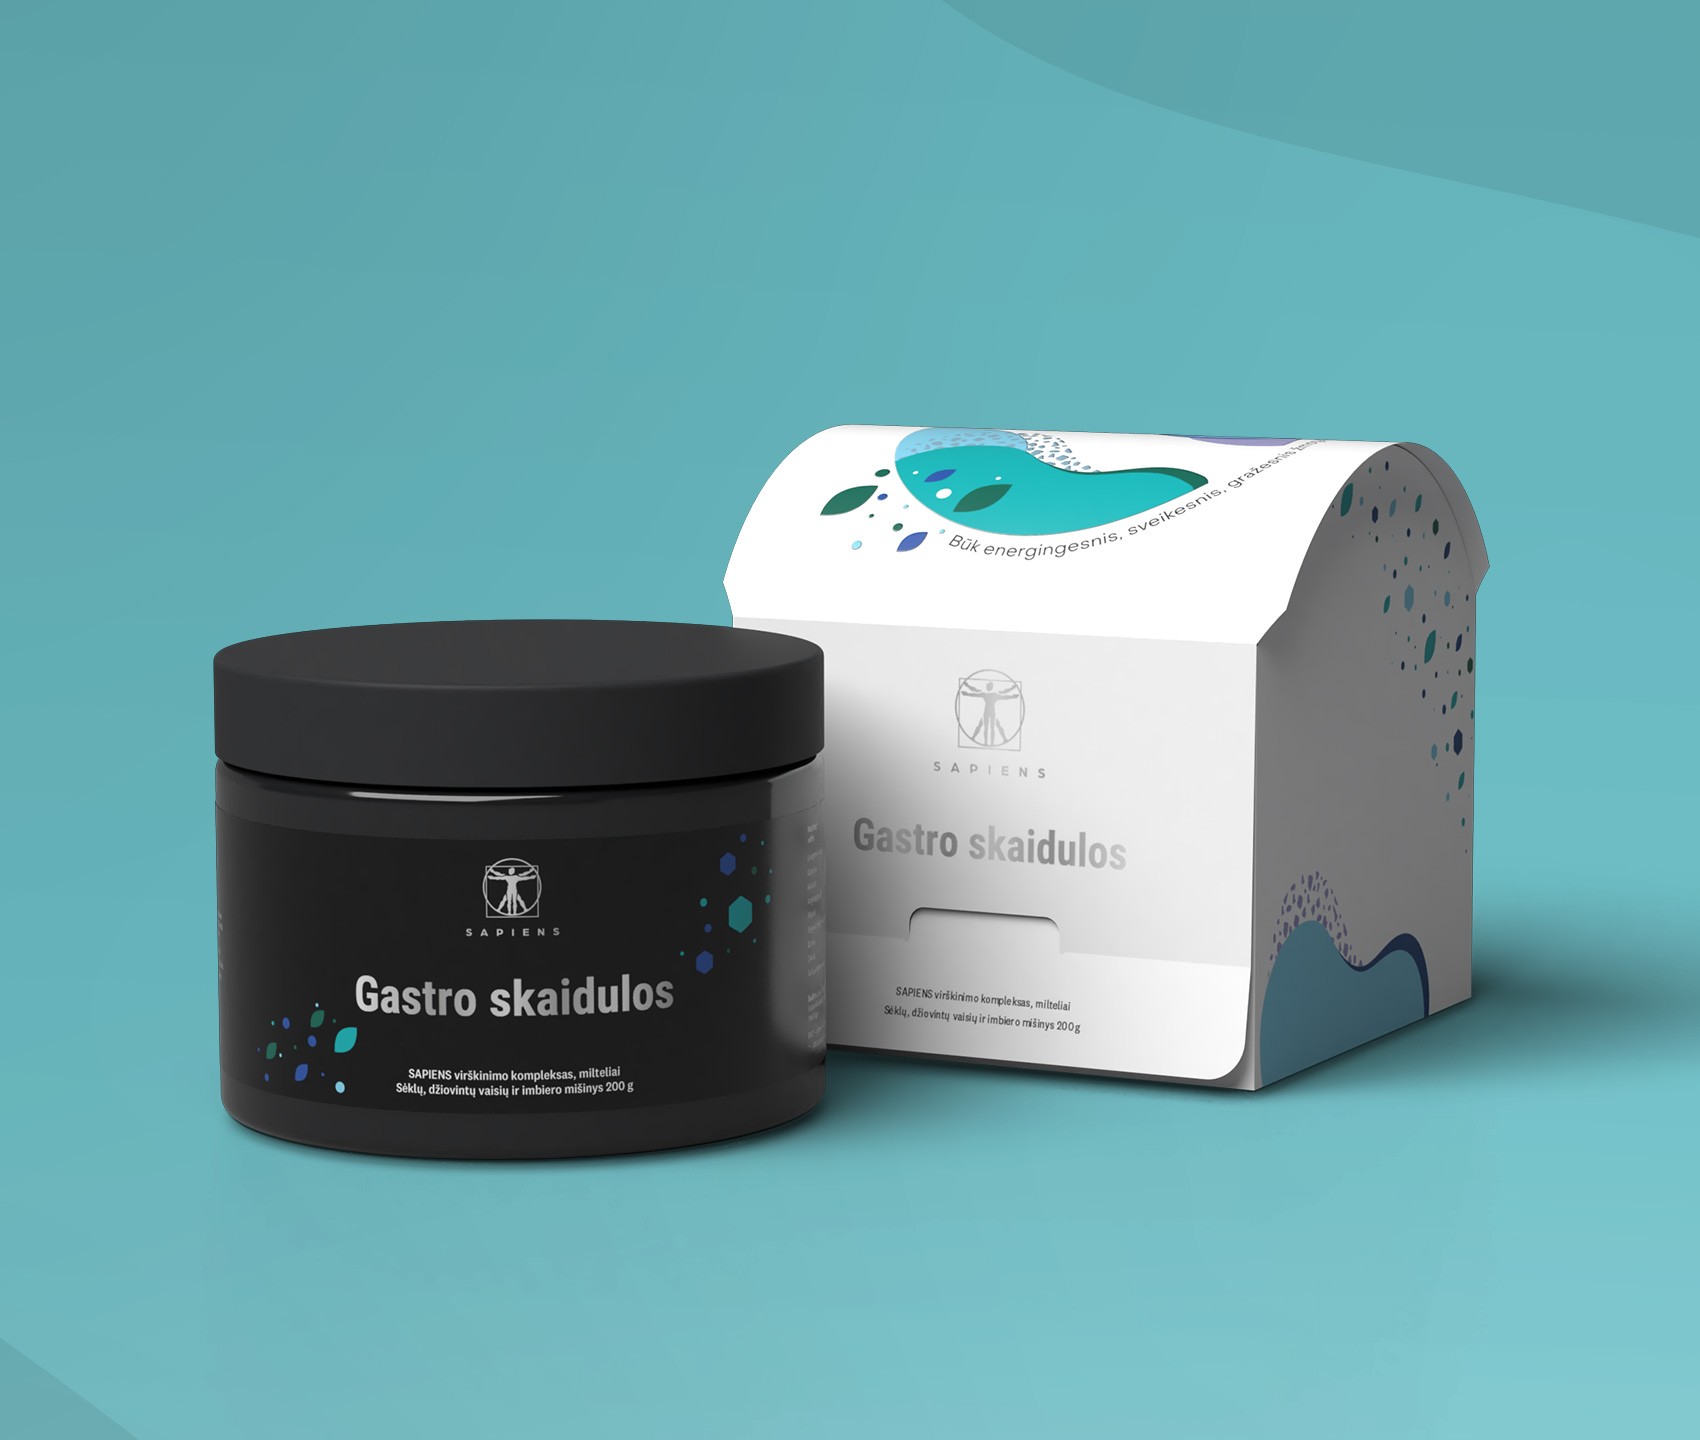 Būk energingesnis, sveikesnis, gražesnis
SAPIENS
Gastro skaidulos
SAPIENS virškinimo kompleksas, milteliai
Sėklų, džiovintų vaisių ir imbiero mišinys 200 g
SAPIENS
Gastro skaidulos
SAPIENS virškinimo kompleksas, milteliai
Sėklų, džiovintų vaisių ir imbiero mišinys 200 g